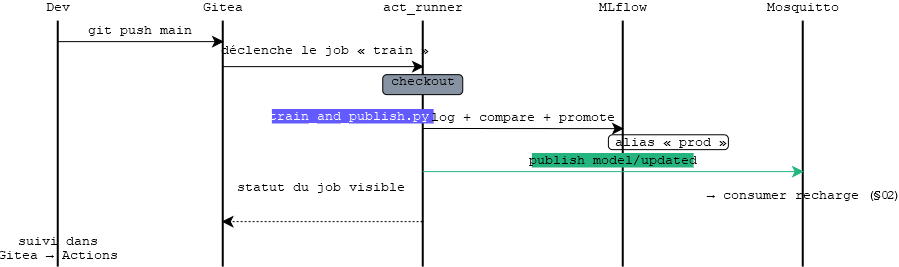 Dev Gitea act_runner MLflow Mosquitto
git push main
déclenche le job « train »
checkout
train_and_publish.py
log + compare + promote
alias « prod »
publish model/updated
statut du job visible
→ consumer recharge (§02)
suivi dans
Gitea → Actions